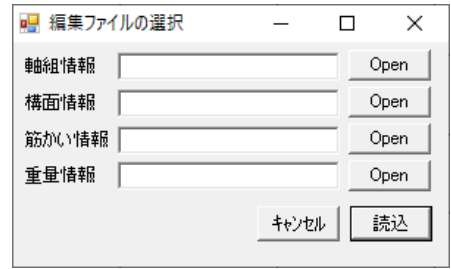 編集ファイルの選択
軸組情報 Open
構面情報 Open
筋かい情報 Open
重量情報 Open
キャンセル 読込